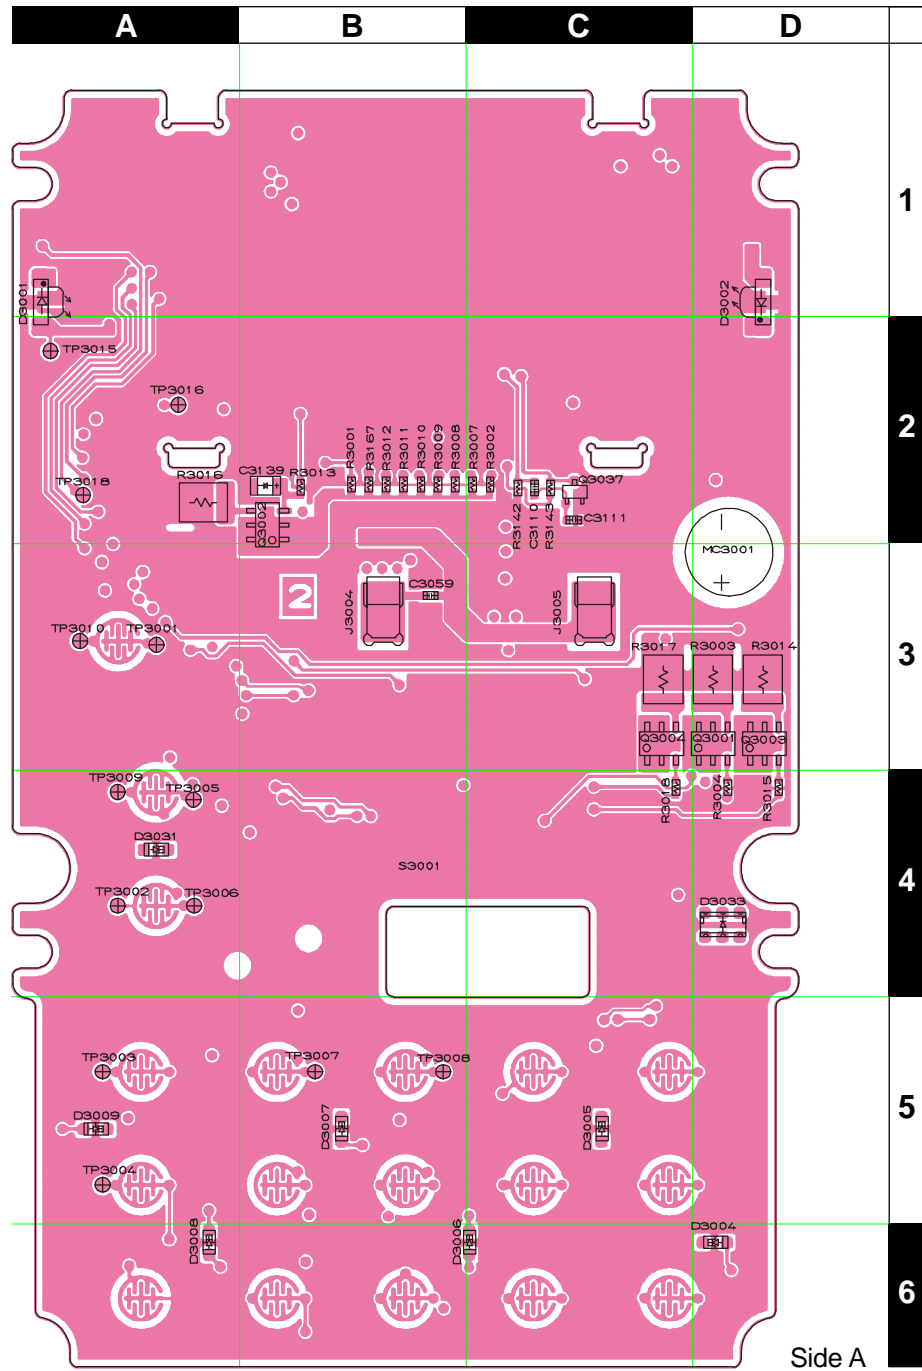 A B C D
1
D3001
D3002
TP3015
TP3016
2
R3001
R3167
R3012
R3011
R3010
R3009
R3008
R3007
R3002
R3016
C3139
R3013
Q3037
TP3018
Q3002
R3142
C3110
R3143
C3111
MC3001
2
J3004
C3059
J3005
TP3010
TP3001
3
R3017
R3003
R3014
Q3004
Q3001
Q3003
TP3009
TP3005
R3018
R3004
R3015
D3031
S3001
4
TP3002
TP3006
D3033
TP3003
TP3007
TP3008
5
D3009
D3007
D3005
TP3004
D3008
D3006
D3004
6
Side A